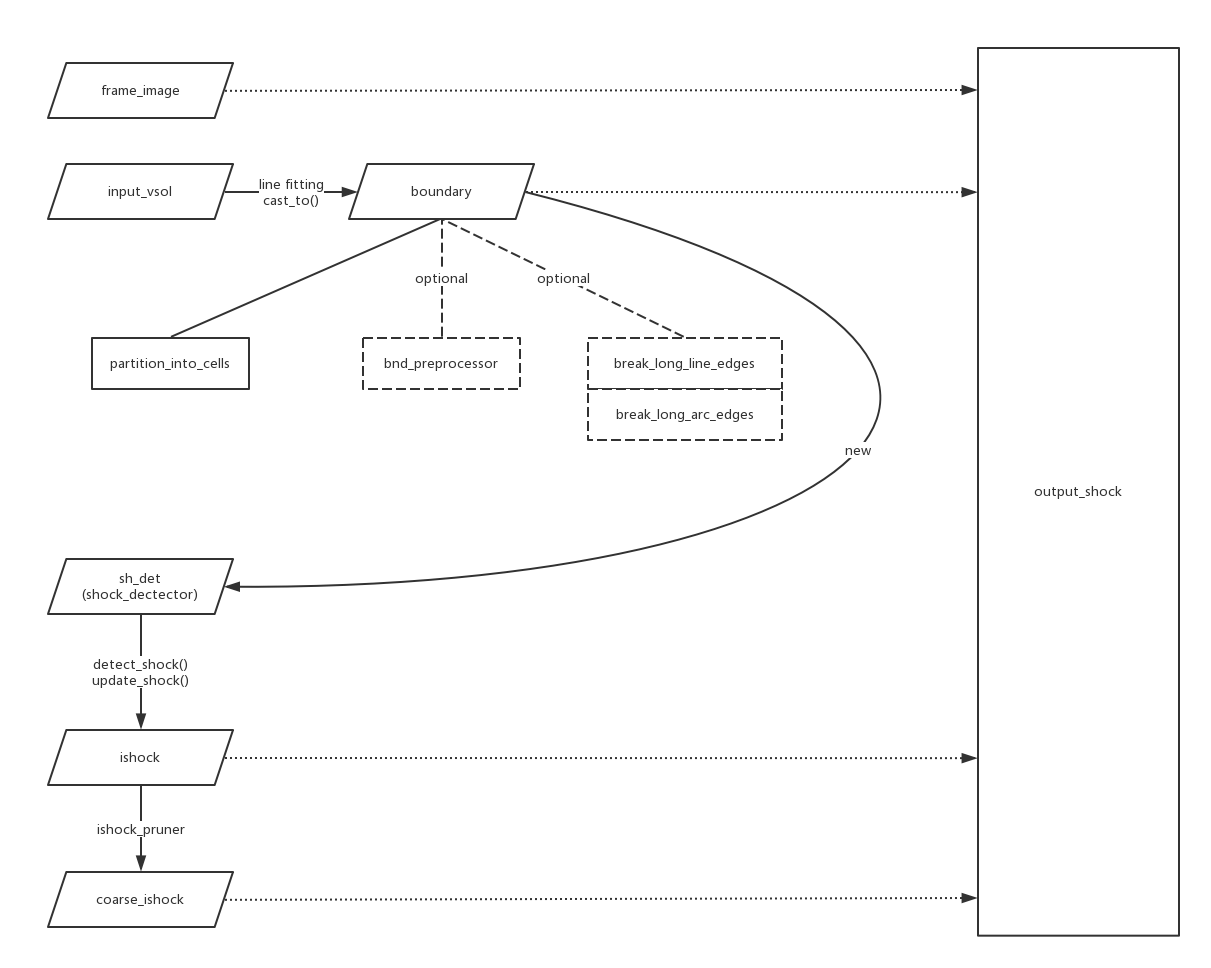 frame_image
input_vsol
line fitting
cast_to()
boundary
optional
optional
partition_into_cells
bnd_preprocessor
break_long_line_edges
break_long_arc_edges
new
output_shock
sh_det
(shock_dectector)
detect_shock()
update_shock()
ishock
ishock_pruner
coarse_ishock